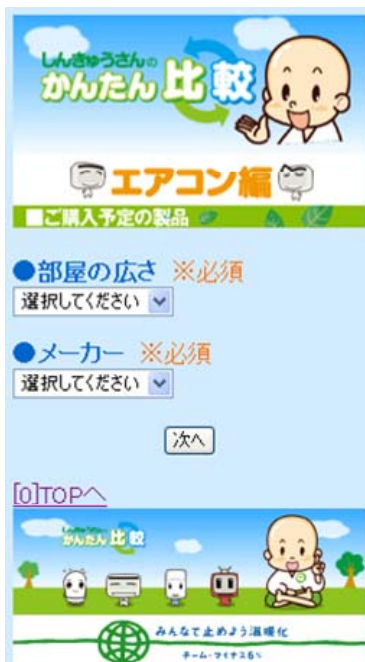 しんきゅうさんの
かんたん比較
エアコン編
■ご購入予定の製品
●部屋の広さ ※必須
選択してください
●メーカー ※必須
選択してください
次へ
[0]TOPへ
しんきゅうさんの
かんたん比較
みんなで止めよう温暖化
チーム・マイナス6%